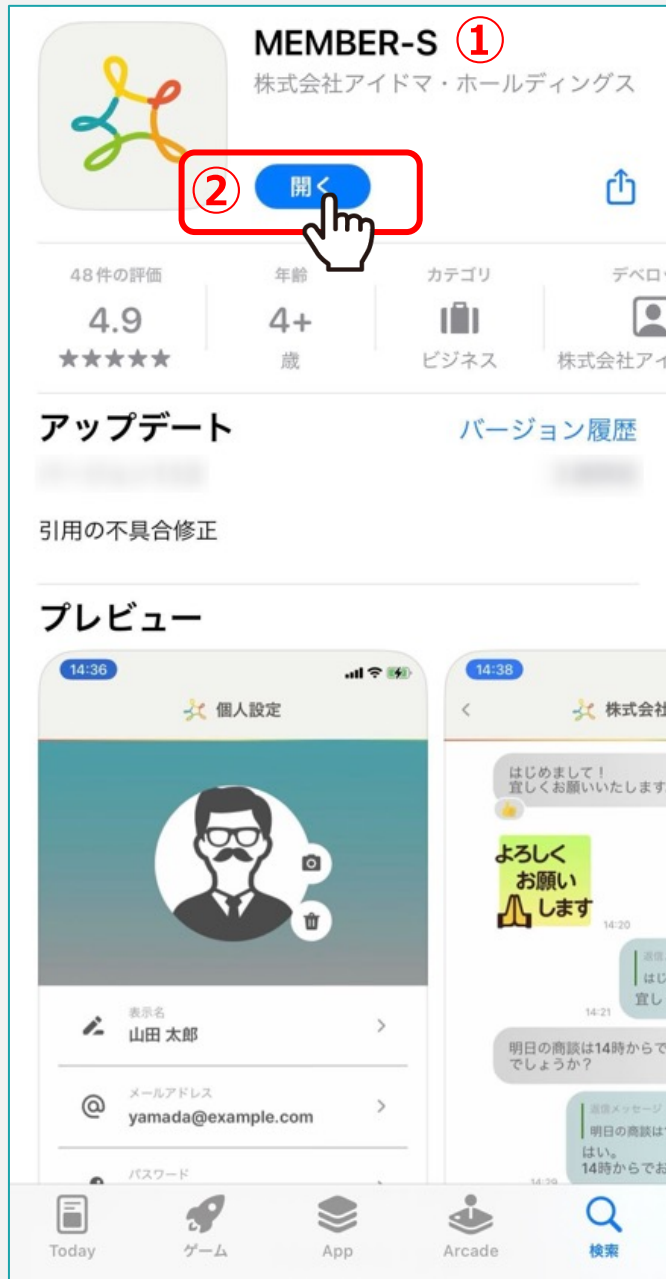 MEMBER-S ①
株式会社アイドマ・ホールディングス
② 開く
48件の評価
4.9
★★★★★
年齢
4+
歳
カテゴリ
ビジネス
デベロ
株式会社アイ
アップデート
バージョン履歴
引用の不具合修正
プレビュー
14:36
個人設定
表示名
山田 太郎
メールアドレス
yamada@example.com
パスワード
14:38
株式会社
はじめまして！
宜しくお願いいたします
よろしく
お願い
します
14:20
はじ
宜し
14:21
明日の商談は14時からで
でしょうか？
返信メッセージ
明日の商談は
はい。
14時からでお
14:29
Today
ゲーム
App
Arcade
検索